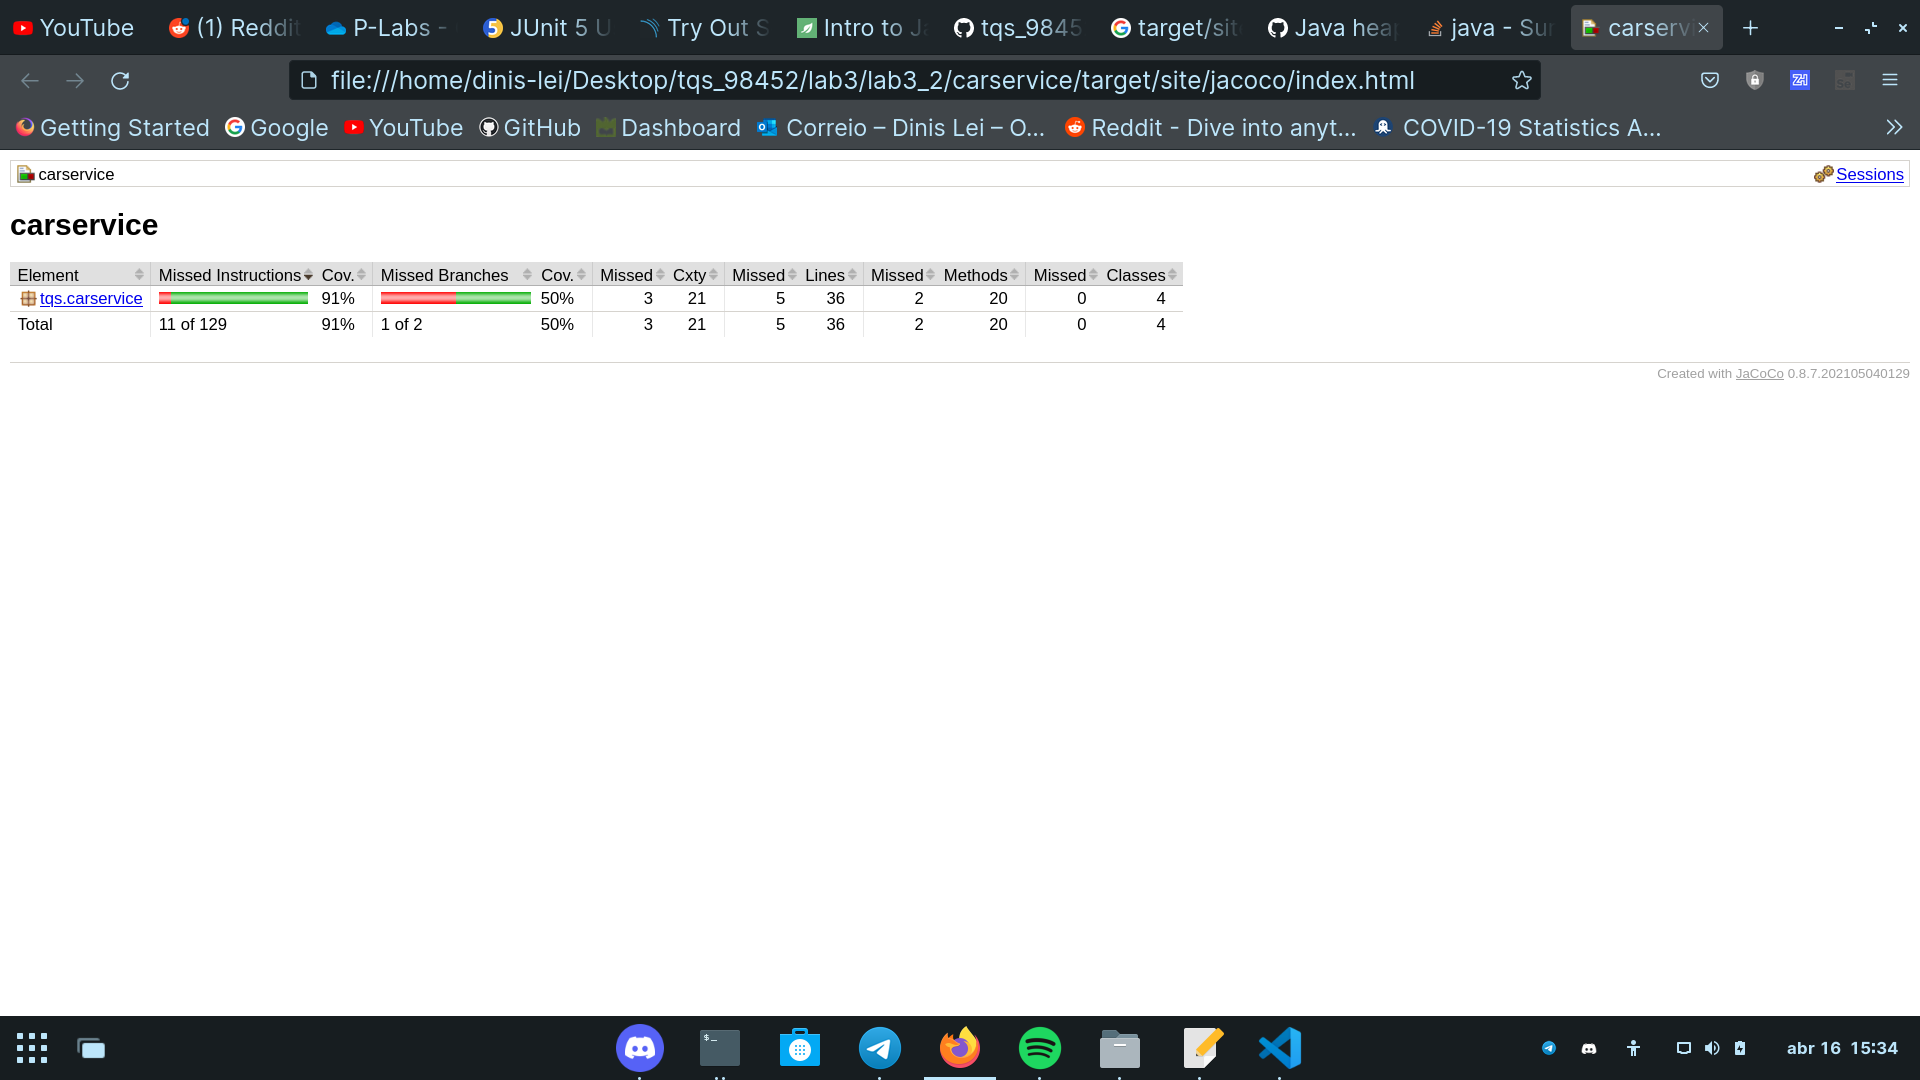 YouTube (1) Reddit P-Labs - JUnit 5 U Try Out S Intro to Ja tqs_9845 target/site Java heap java - Sur carservi
file:///home/dinis-lei/Desktop/tqs_98452/lab3/lab3_2/carservice/target/site/jacoco/index.html
Getting Started Google YouTube GitHub Dashboard Correio – Dinis Lei – O... Reddit - Dive into anyt... COVID-19 Statistics A...
carservice Sessions
carservice
Element Missed Instructions Cov. Missed Branches Cov. Missed Cxty Missed Lines Missed Methods Missed Classes
tqs.carservice 91% 50% 3 21 5 36 2 20 0 4
Total 11 of 129 91% 1 of 2 50% 3 21 5 36 2 20 0 4
Created with JaCoCo 0.8.7.202105040129
abr 16 15:34